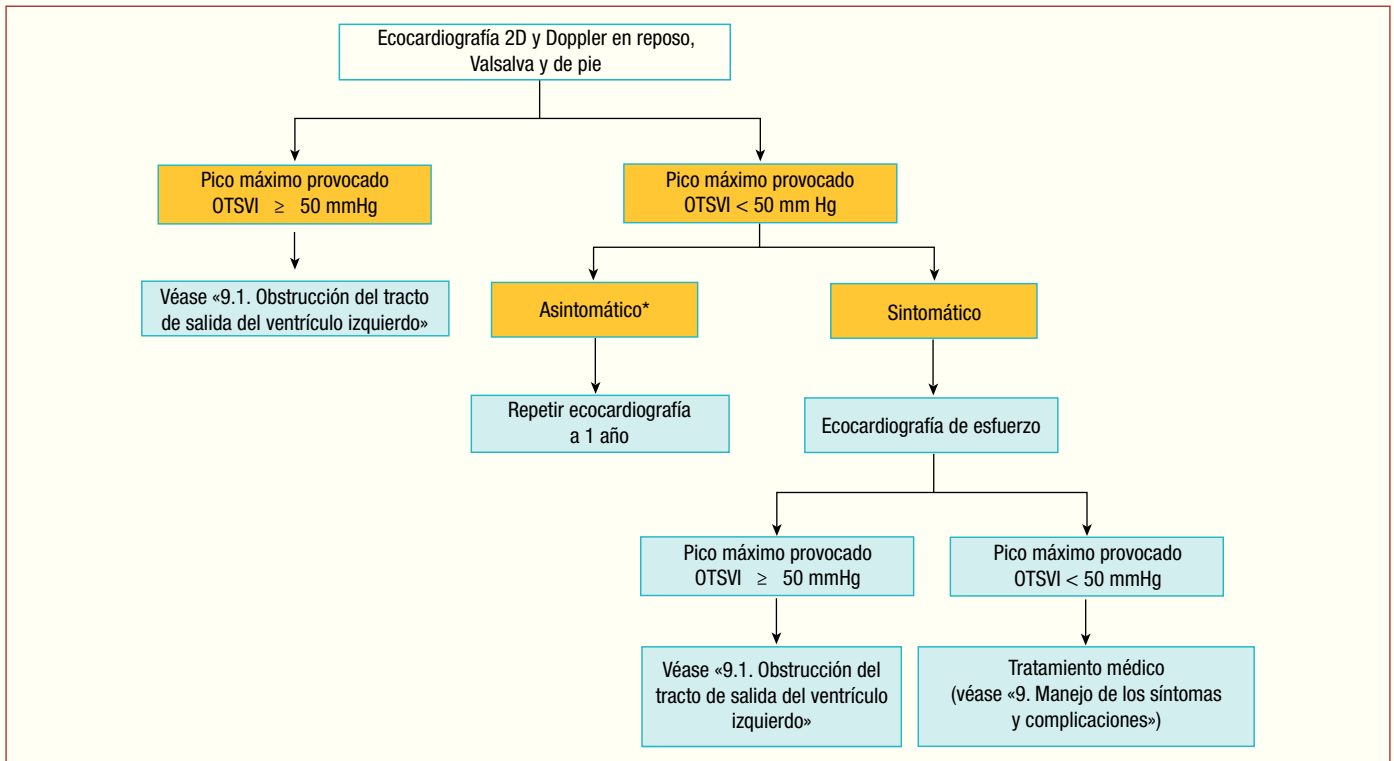 Ecocardiografía 2D y Doppler en reposo,
Valsalva y de pie
Pico máximo provocado
OTSVI ≥ 50 mmHg
Pico máximo provocado
OTSVI < 50 mm Hg
Véase «9.1. Obstrucción del tracto
de salida del ventrículo izquierdo»
Asintomático*
Sintomático
Repetir ecocardiografía
a 1 año
Ecocardiografía de esfuerzo
Pico máximo provocado
OTSVI ≥ 50 mmHg
Pico máximo provocado
OTSVI < 50 mmHg
Véase «9.1. Obstrucción del
tracto de salida del ventrículo
izquierdo»
Tratamiento médico
(véase «9. Manejo de los síntomas
y complicaciones»)